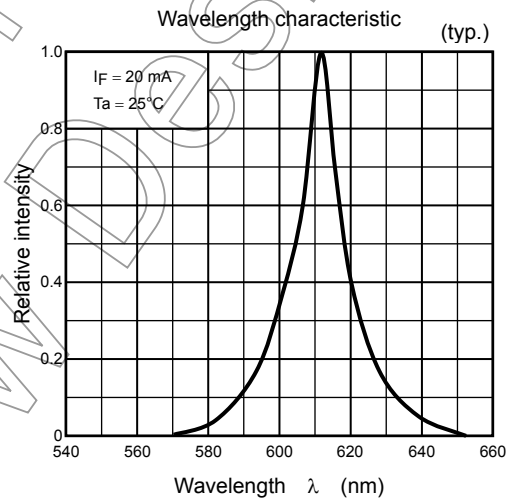 Wavelength characteristic
(typ.)
IF = 20 mA
Ta = 25°C
Relative intensity
1.0
0.8
0.6
0.4
0.2
0
540 560 580 600 620 640 660
Wavelength λ (nm)